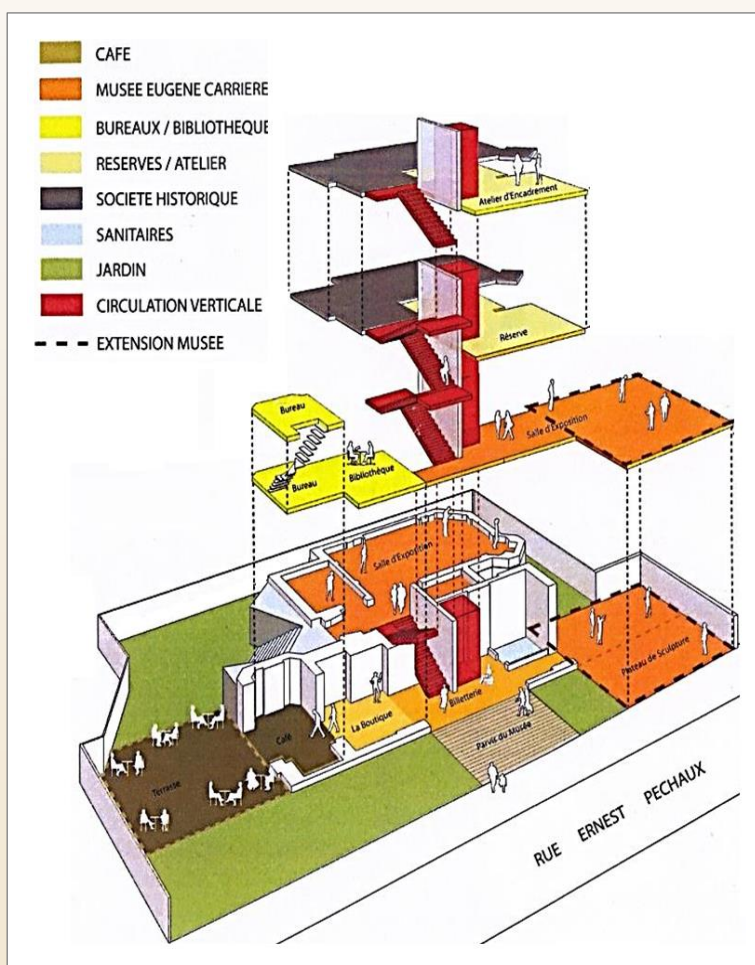 CAFE
MUSEE EUGENE CARRIERE
BUREAUX / BIBLIOTHEQUE
RESERVES / ATELIER
SOCIETE HISTORIQUE
SANITAIRES
JARDIN
CIRCULATION VERTICALE
EXTENSION MUSEE
Atelier d'Encadrement
Réserve
Bureau
Salle d'Exposition
Bibliothèque
Bureau
Salle d'Exposition
Plateau de Sculpture
Billetterie
La Boutique
Café
Parvis du Musée
Terrasse
RUE ERNEST PECHAUX